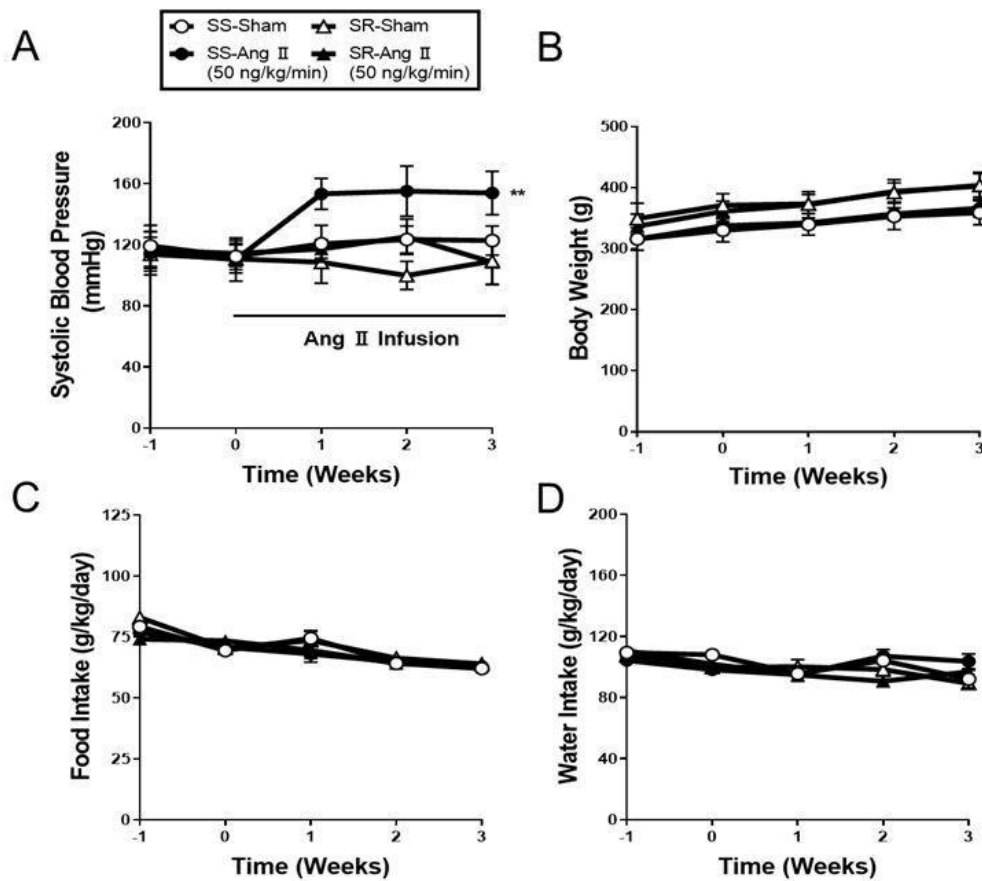 A
SS-Sham SR-Sham
SS-Ang Ⅱ SR-Ang Ⅱ
(50 ng/kg/min) (50 ng/kg/min)
200
160
120
80
40
0
Systolic Blood Pressure
(mmHg)
**
Ang Ⅱ Infusion
-1 0 1 2 3
Time (Weeks)
B
500
400
300
200
100
0
Body Weight (g)
-1 0 1 2 3
Time (Weeks)
C
125
100
75
50
25
0
Food Intake (g/kg/day)
-1 0 1 2 3
Time (Weeks)
D
200
160
120
80
40
0
Water Intake (g/kg/day)
-1 0 1 2 3
Time (Weeks)